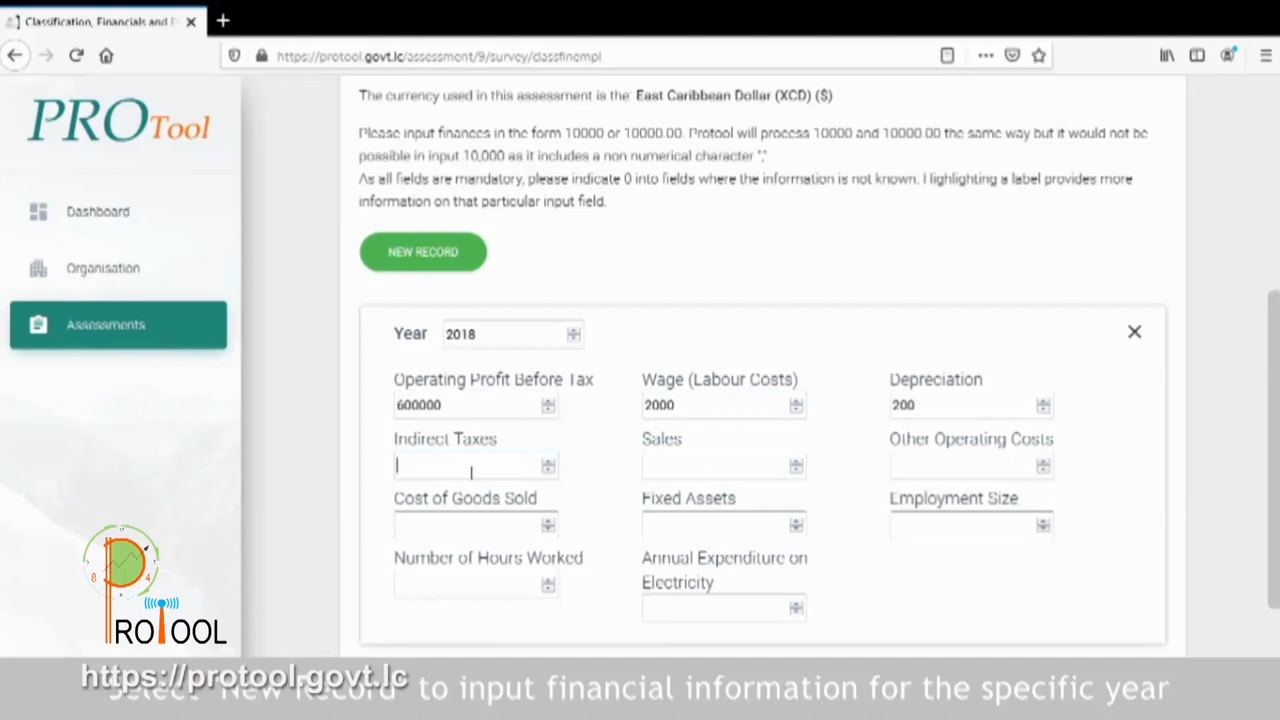 Classification, Financials and F
https://protool.govt.lc/assessment/9/survey/classfinempl
PROTool
Dashboard
Organisation
Assessments
The currency used in this assessment is the: East Caribbean Dollar (XCD) ($)
Please input finances in the form 10000 or 10000.00. Protool will process 10000 and 10000.00 the same way but it would not be
possible in input 10,000 as it includes a non numerical character ","
As all fields are mandatory, please indicate 0 into fields where the information is not known. Highlighting a label provides more
information on that particular input field.
NEW RECORD
Year 2018
Operating Profit Before Tax Wage (Labour Costs) Depreciation
600000 2000 200
Indirect Taxes Sales Other Operating Costs
Cost of Goods Sold Fixed Assets Employment Size
Number of Hours Worked Annual Expenditure on
Electricity
8 4
PROTOOL
https://protool.govt.lc
Select 'New Record' to input financial information for the specific year